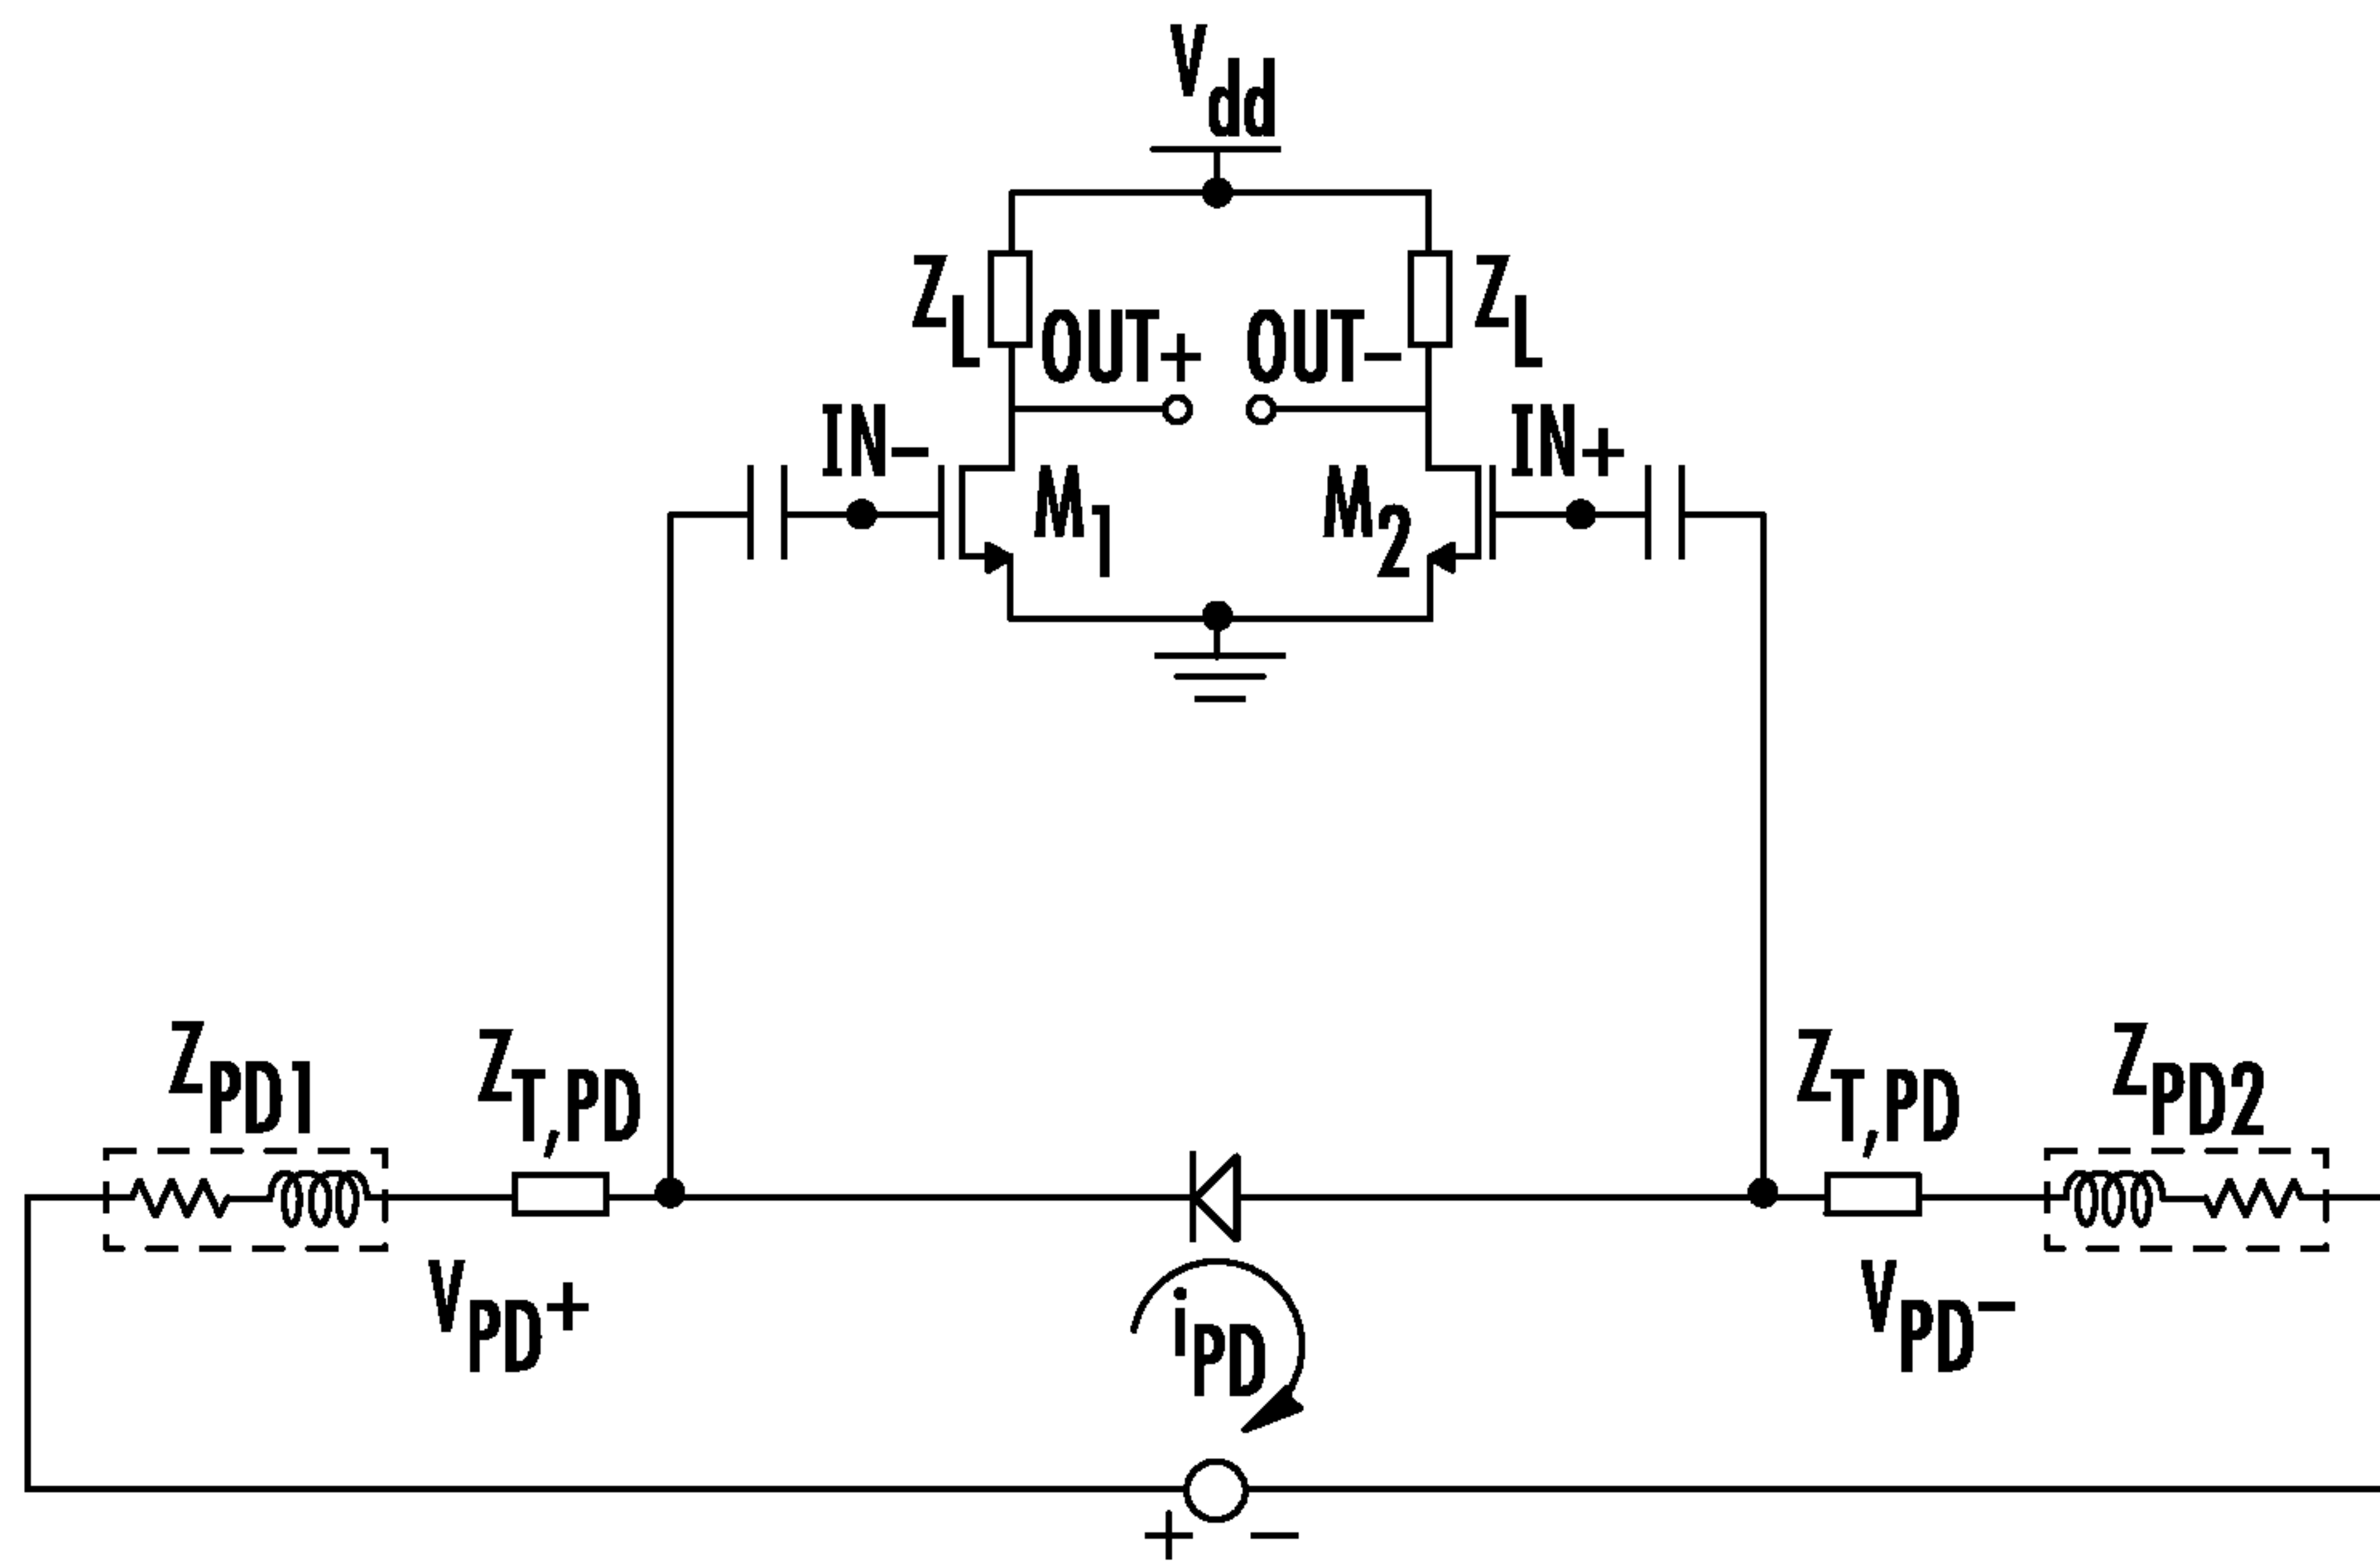 Vdd
ZL
OUT+
OUT-
ZL
IN-
IN+
M1
M2
ZPD1
ZT,PD
ZT,PD
ZPD2
VPD+
iPD
VPD-
+
-